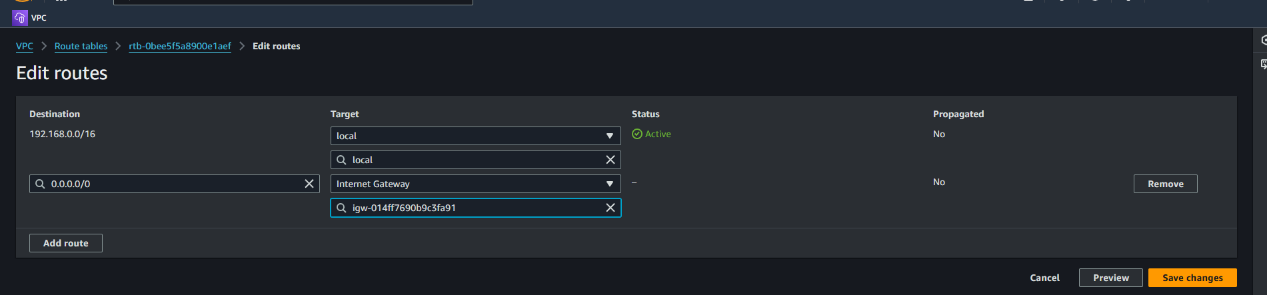 VPC
VPC > Route tables > rtb-0bee5f5a8900e1aef > Edit routes
Edit routes
Destination Target Status Propagated
192.168.0.0/16 local Active No
local
0.0.0.0/0 Internet Gateway – No Remove
igw-014ff7690b9c3fa91
Add route
Cancel Preview Save changes